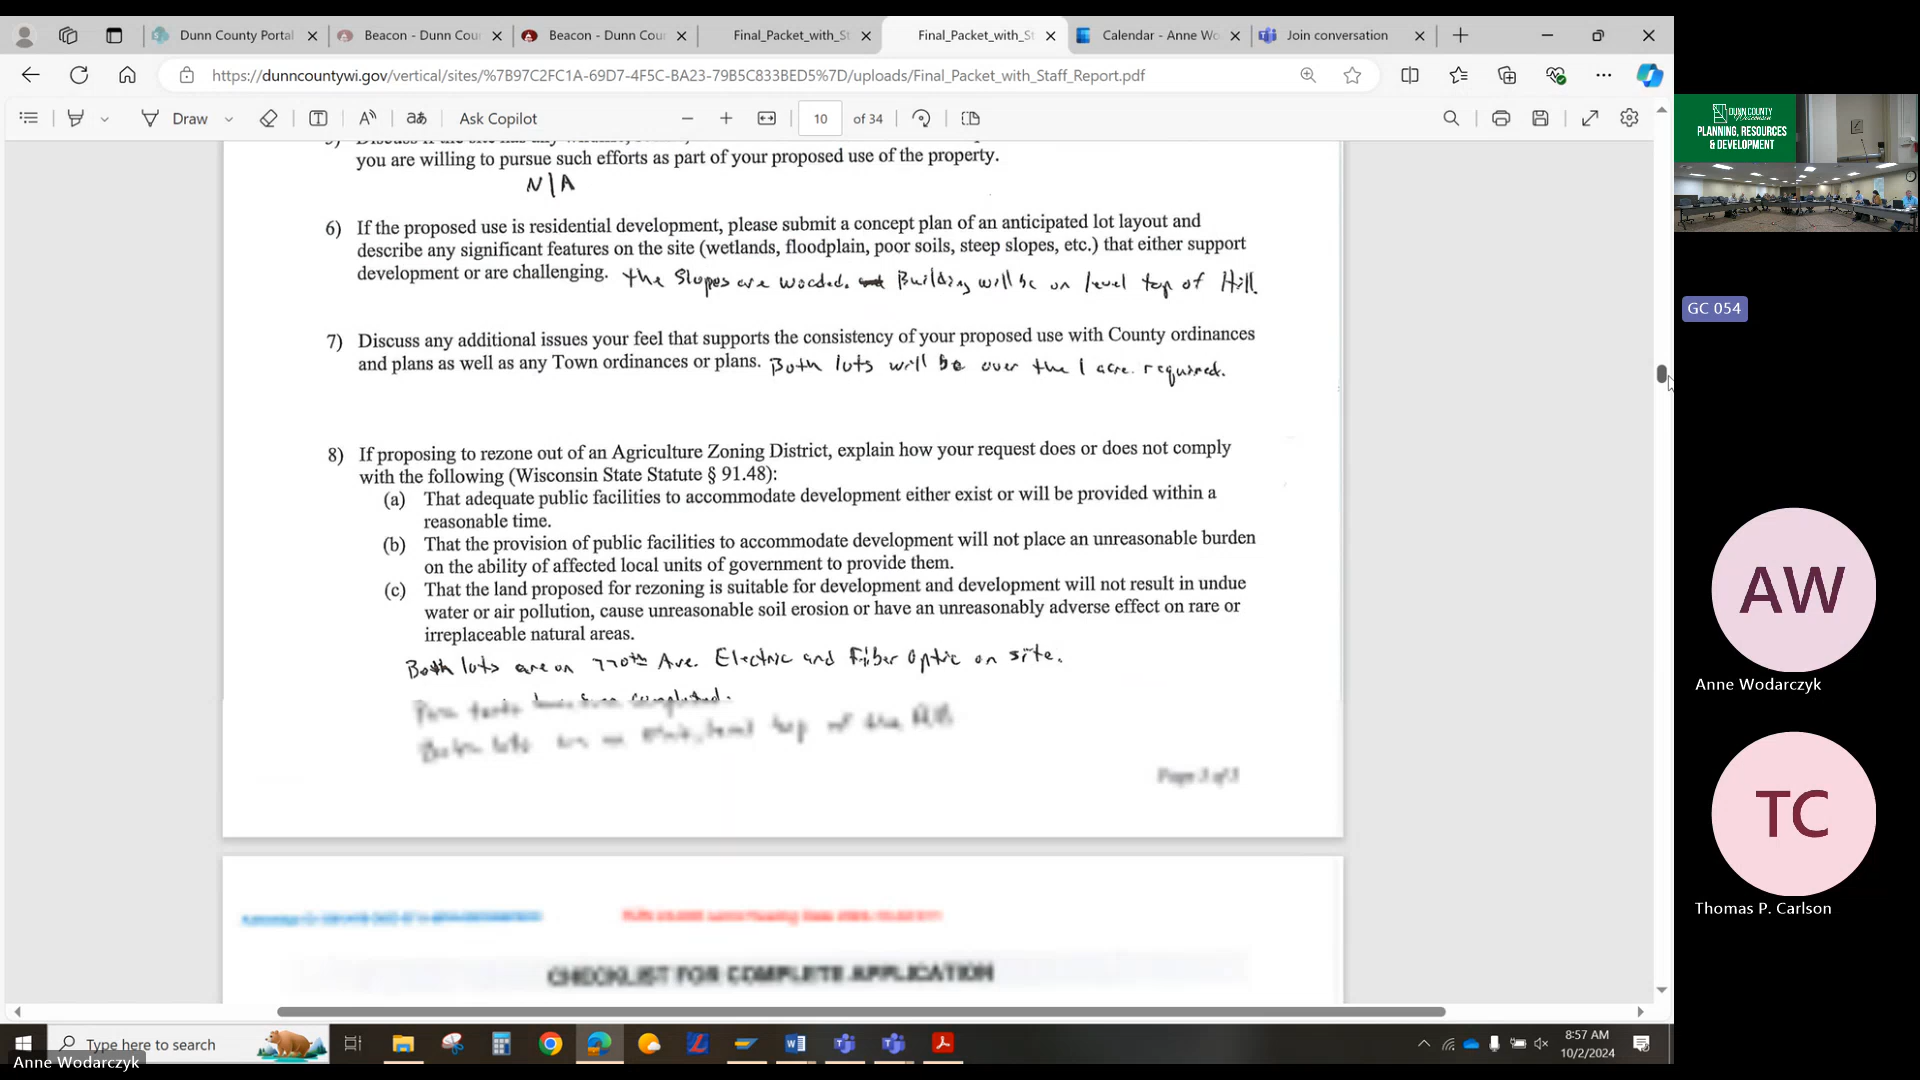 Dunn County Portal
Beacon - Dunn Cou
Beacon - Dunn Cou
Final_Packet_with_St
Final_Packet_with_St
Calendar - Anne Wo
Join conversation
https://dunncountywi.gov/vertical/sites/%7B97C2FC1A-69D7-4F5C-BA23-79B5C833BED5%7D/uploads/Final_Packet_with_Staff_Report.pdf
Draw
Ask Copilot
10 of 34
you are willing to pursue such efforts as part of your proposed use of the property.
N/A
6) If the proposed use is residential development, please submit a concept plan of an anticipated lot layout and
describe any significant features on the site (wetlands, floodplain, poor soils, steep slopes, etc.) that either support
development or are challenging. the Slopes are wooded. Building will be on level top of Hill.
7) Discuss any additional issues your feel that supports the consistency of your proposed use with County ordinances
and plans as well as any Town ordinances or plans. Both lots will be over the 1 acre. required.
8) If proposing to rezone out of an Agriculture Zoning District, explain how your request does or does not comply
with the following (Wisconsin State Statute § 91.48):
(a) That adequate public facilities to accommodate development either exist or will be provided within a
reasonable time.
(b) That the provision of public facilities to accommodate development will not place an unreasonable burden
on the ability of affected local units of government to provide them.
(c) That the land proposed for rezoning is suitable for development and development will not result in undue
water or air pollution, cause unreasonable soil erosion or have an unreasonably adverse effect on rare or
irreplaceable natural areas.
Both lots are on 770th Ave. Electric and Fiber Optic on site.
Both lots top of the
Page 3 of 3
CHECKLIST FOR COMPLETE APPLICATION
Type here to search
8:57 AM
10/2/2024
Anne Wodarczyk
DUNN COUNTY
Wisconsin
PLANNING, RESOURCES
& DEVELOPMENT
GC 054
AW
Anne Wodarczyk
TC
Thomas P. Carlson